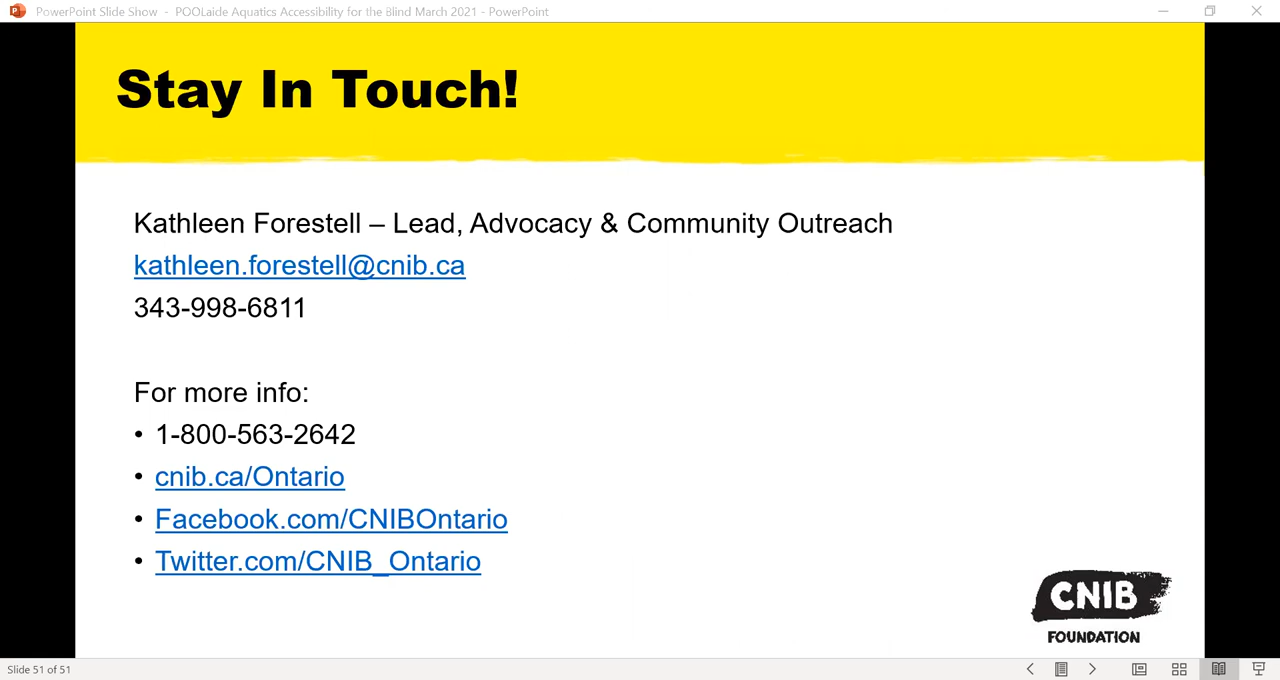 PowerPoint Slide Show - POOLaide Aquatics Accessibility for the Blind March 2021 - PowerPoint
Stay In Touch!
Kathleen Forestell – Lead, Advocacy & Community Outreach
kathleen.forestell@cnib.ca
343-998-6811
For more info:
• 1-800-563-2642
• cnib.ca/Ontario
• Facebook.com/CNIBOntario
• Twitter.com/CNIB_Ontario
CNIB
FOUNDATION
Slide 51 of 51